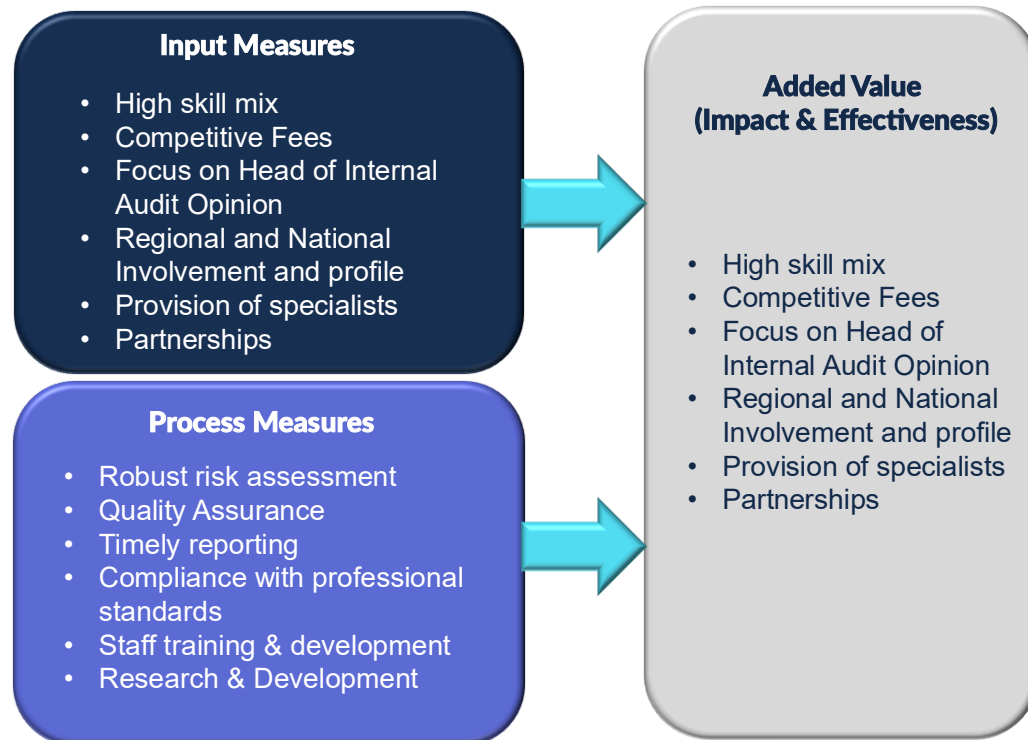 Input Measures
• High skill mix
• Competitive Fees
• Focus on Head of Internal
Audit Opinion
• Regional and National
Involvement and profile
• Provision of specialists
• Partnerships
Process Measures
• Robust risk assessment
• Quality Assurance
• Timely reporting
• Compliance with professional
standards
• Staff training & development
• Research & Development
Added Value
(Impact & Effectiveness)
• High skill mix
• Competitive Fees
• Focus on Head of
Internal Audit Opinion
• Regional and National
Involvement and profile
• Provision of specialists
• Partnerships